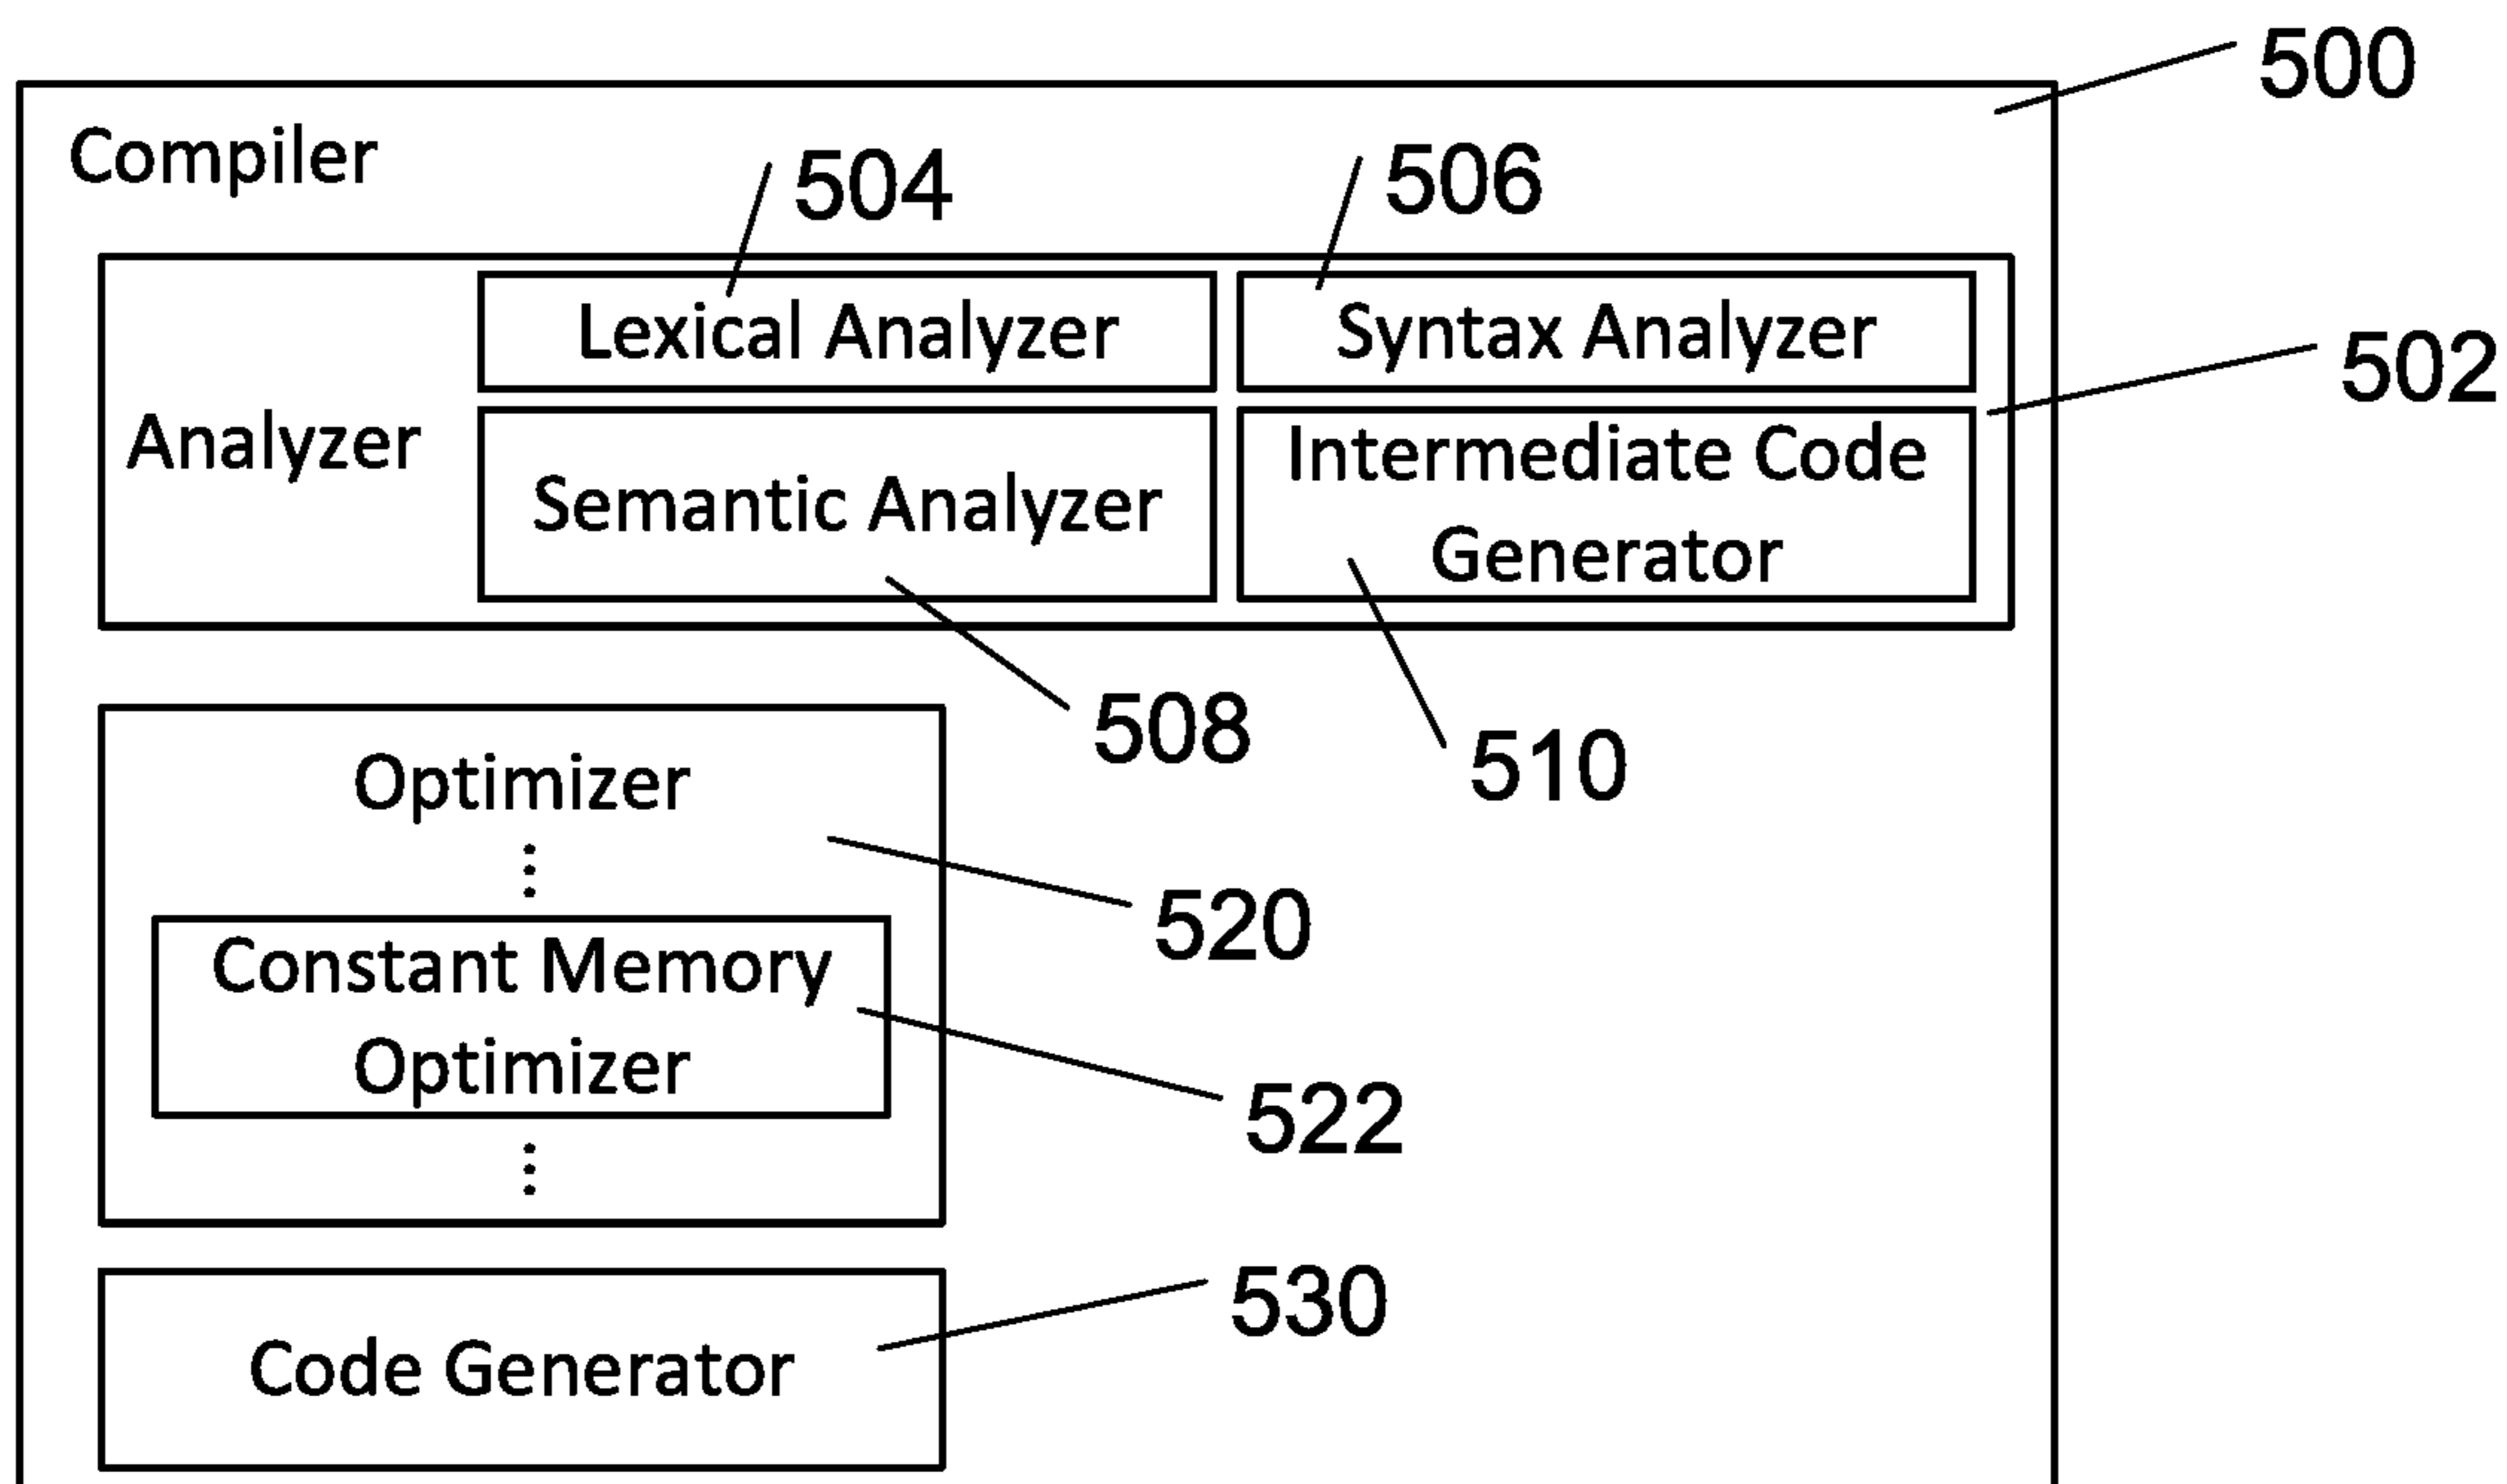 500
Compiler
504
506
Lexical Analyzer
Syntax Analyzer
502
Analyzer
Semantic Analyzer
Intermediate Code
Generator
508
510
Optimizer
520
Constant Memory
Optimizer
522
530
Code Generator